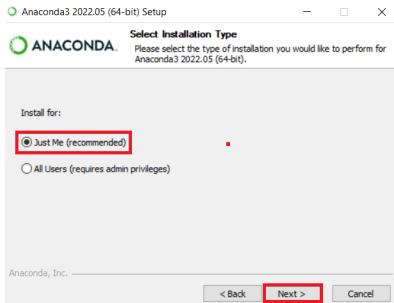 Anaconda3 2022.05 (64-bit) Setup
ANACONDA.
Select Installation Type
Please select the type of installation you would like to perform for
Anaconda3 2022.05 (64-bit).
Install for:
Just Me (recommended)
All Users (requires admin privileges)
Anaconda, Inc.
< Back Next > Cancel